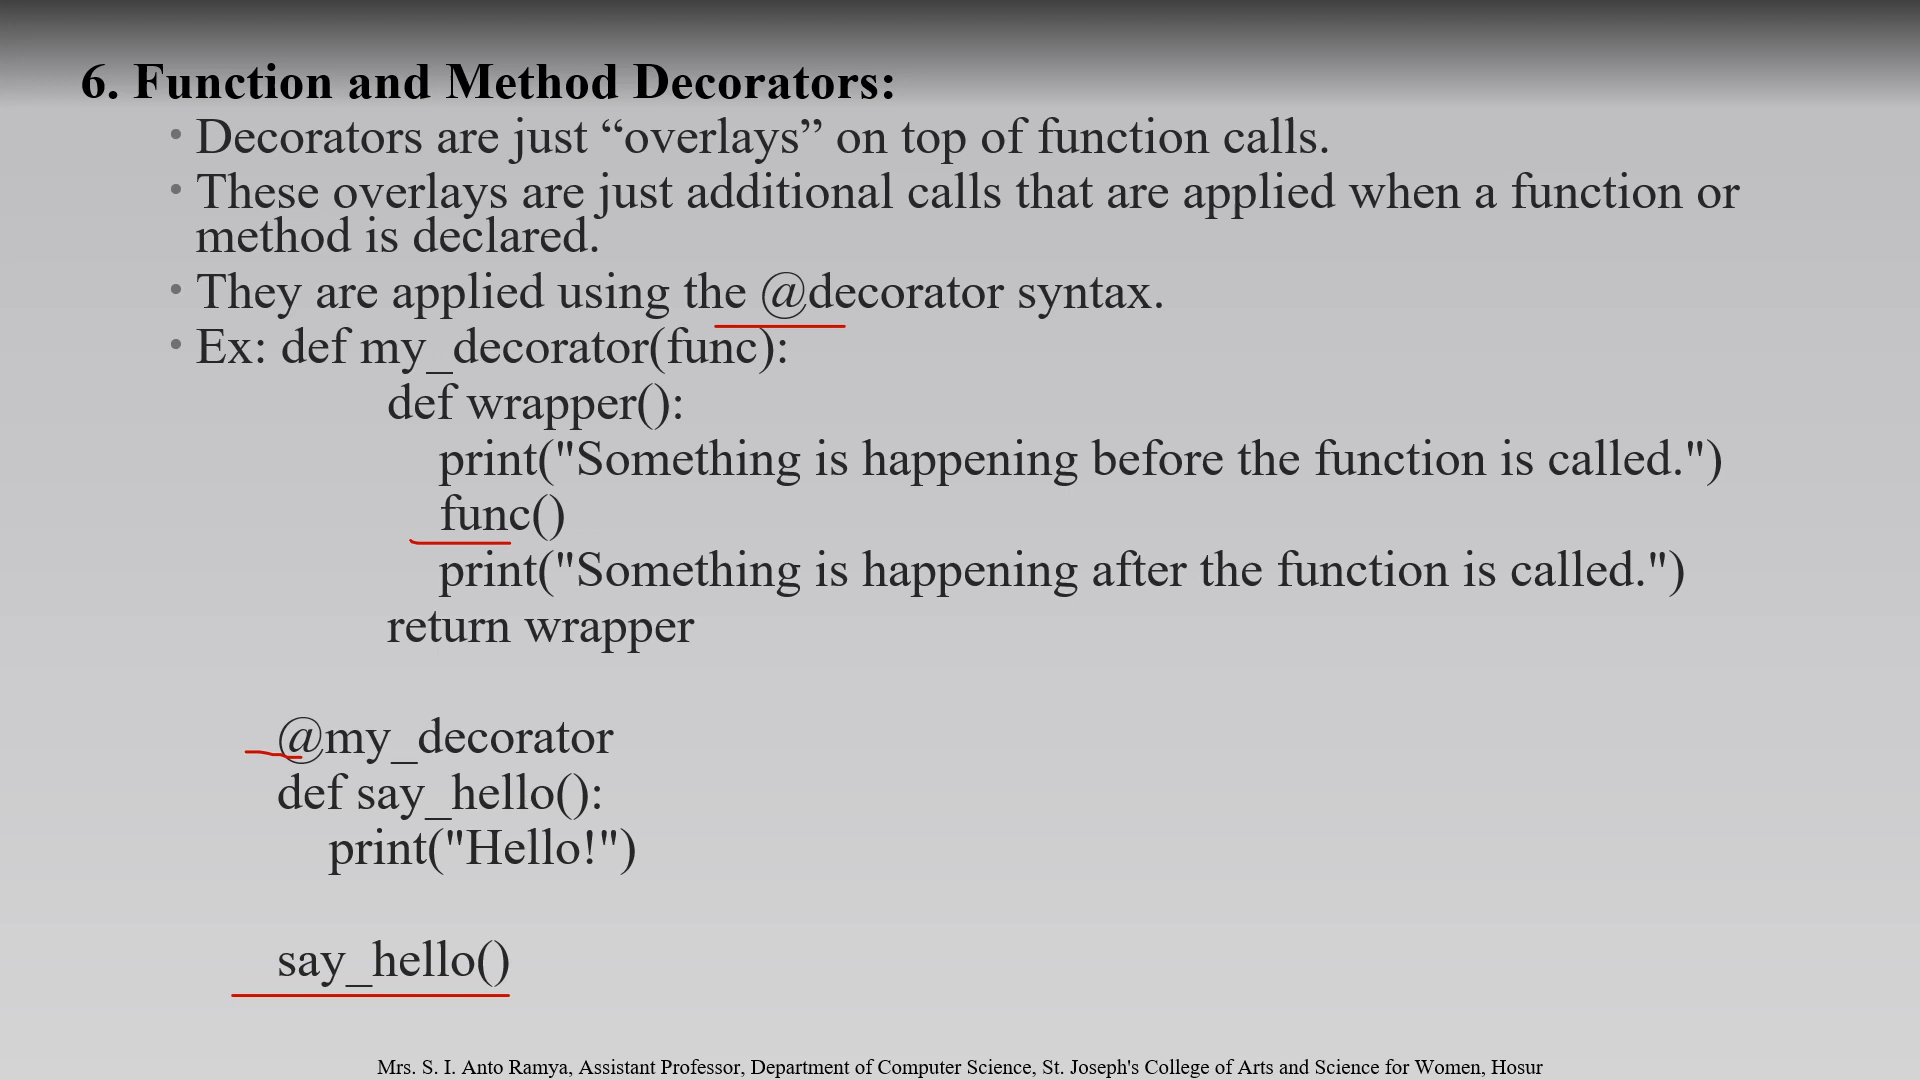 6. Function and Method Decorators:
• Decorators are just “overlays” on top of function calls.
• These overlays are just additional calls that are applied when a function or
method is declared.
• They are applied using the @decorator syntax.
• Ex: def my_decorator(func):
def wrapper():
print("Something is happening before the function is called.")
func()
print("Something is happening after the function is called.")
return wrapper
@my_decorator
def say_hello():
print("Hello!")
say_hello()
Mrs. S. I. Anto Ramya, Assistant Professor, Department of Computer Science, St. Joseph's College of Arts and Science for Women, Hosur